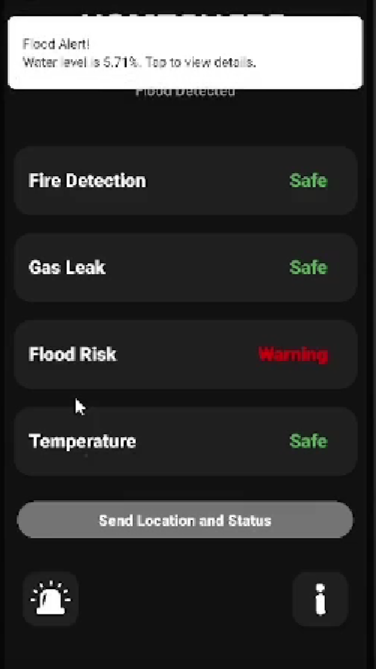 Flood Alert!
Water level is 5.71%. Tap to view details.
Flood Detected
Fire Detection Safe
Gas Leak Safe
Flood Risk Warning
Temperature Safe
Send Location and Status